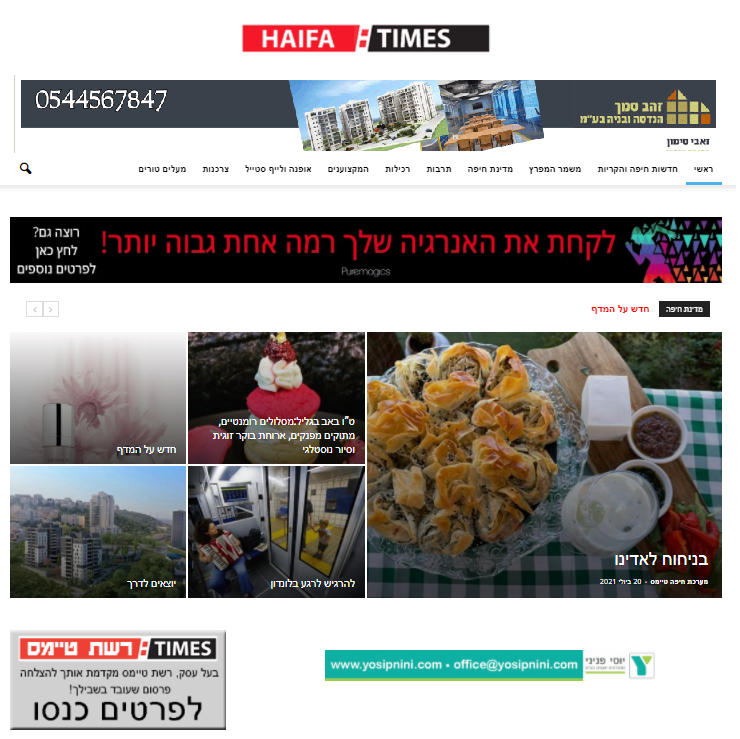 HAIFA TIMES
0544567847
זהב סמך
הנדסה ובניה בע"מ
זאבי סימון
ראשי
חדשות חיפה והקריות
משמר המפרץ
מדינת חיפה
תרבות
רכילות
המקצוענים
אופנה ולייף סטייל
צרכנות
מעלים טורים
לקחת את האנרגיה שלך רמה אחת גבוה יותר!
Puremagics
רוצה גם?
לחץ כאן
לפרטים נוספים
מדינת חיפה
חדש על המדף
בניחוח לאדינו
מערכת חיפה טיימס - 20 ביולי 2021
ט"ו באב בגליל:מסלולים רומנטיים,
מתוקים מפנקים, ארוחת בוקר זוגית
וסיור נוסטלגי
חדש על המדף
להרגיש לרגע בלונדון
יוצאים לדרך
יוסי פניני
www.yosipnini.com • office@yosipnini.com
רשת טיימס TIMES
בעל עסק, רשת טיימס מקדמת אותך להצלחה
פרסום שעובד בשבילך!
לפרטים כנסו